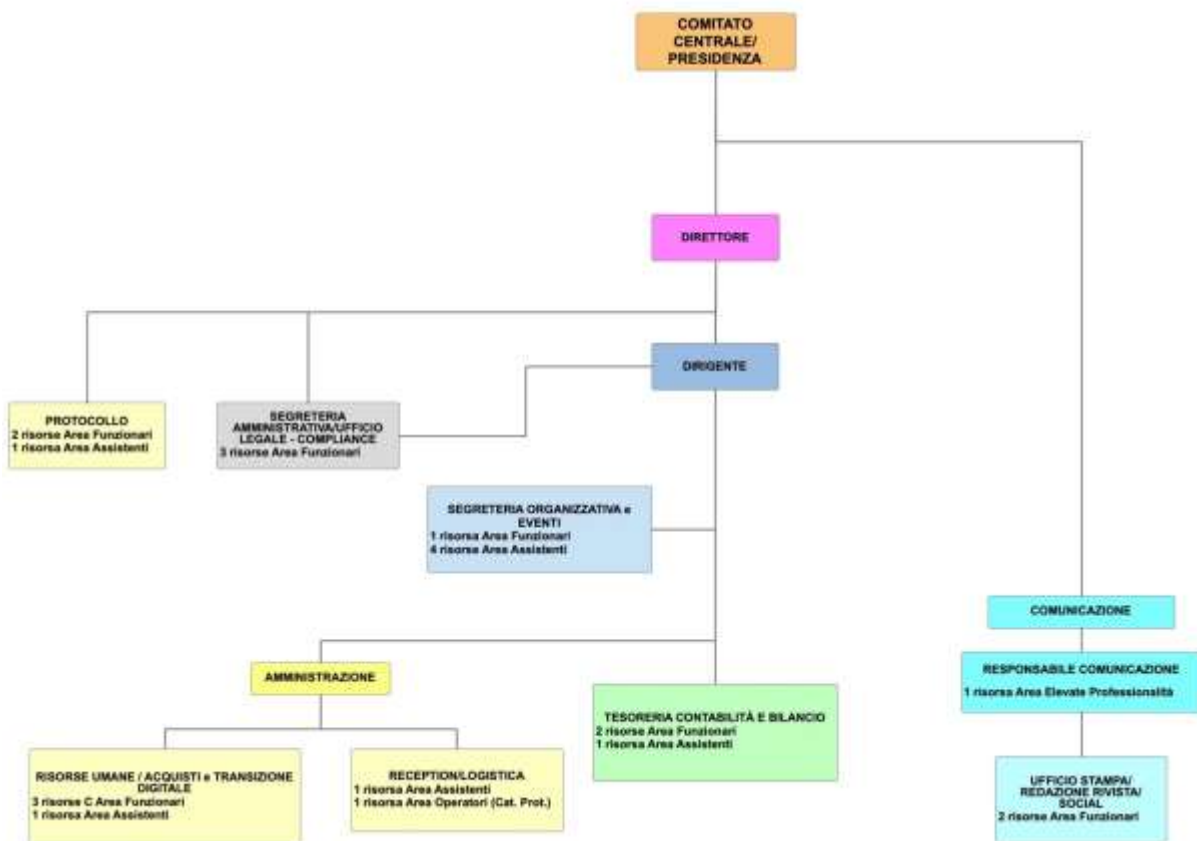 COMITATO
CENTRALE/
PRESIDENZA
DIRETTORE
DIRIGENTE
PROTOCOLLO
2 risorse Area Funzionari
1 risorsa Area Assistenti
SEGRETERIA
AMMINISTRATIVA/UFFICIO
LEGALE - COMPLIANCE
3 risorse Area Funzionari
SEGRETERIA ORGANIZZATIVA e
EVENTI
1 risorsa Area Funzionari
4 risorsa Area Assistenti
COMUNICAZIONE
RESPONSABILE COMUNICAZIONE
1 risorsa Area Elevate Professionalità
AMMINISTRAZIONE
TESORERIA CONTABILITÀ E BILANCIO
2 risorse Area Funzionari
1 risorsa Area Assistenti
RISORSE UMANE / ACQUISTI e TRANSIZIONE
DIGITALE
3 risorse C Area Funzionari
1 risorsa Area Assistenti
RECEPTION/LOGISTICA
1 risorsa Area Assistenti
1 risorsa Area Operatori (Cat. Prot.)
UFFICIO STAMPA/
REDAZIONE RIVISTA/
SOCIAL
2 risorse Area Funzionari